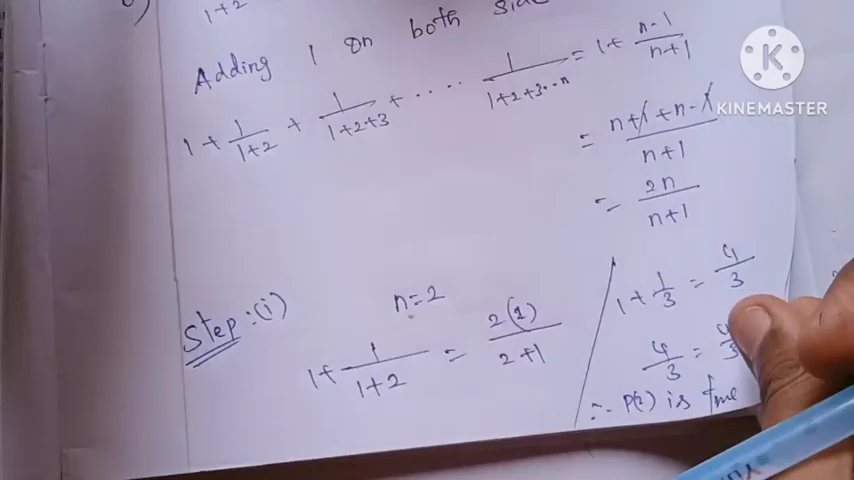 1+2
Adding 1 on both side
1 + 1/(1+2) + 1/(1+2+3) + ..... 1/(1+2+3..n) = 1 + (n-1)/(n+1)
= (n+1+n-1)/(n+1)
= 2n/(n+1)
Step:(i) n=2
1 + 1/(1+2) = 2(2)/(2+1)
1 + 1/3 = 4/3
4/3 = 4/3
∴ P(2) is true
KINEMASTER